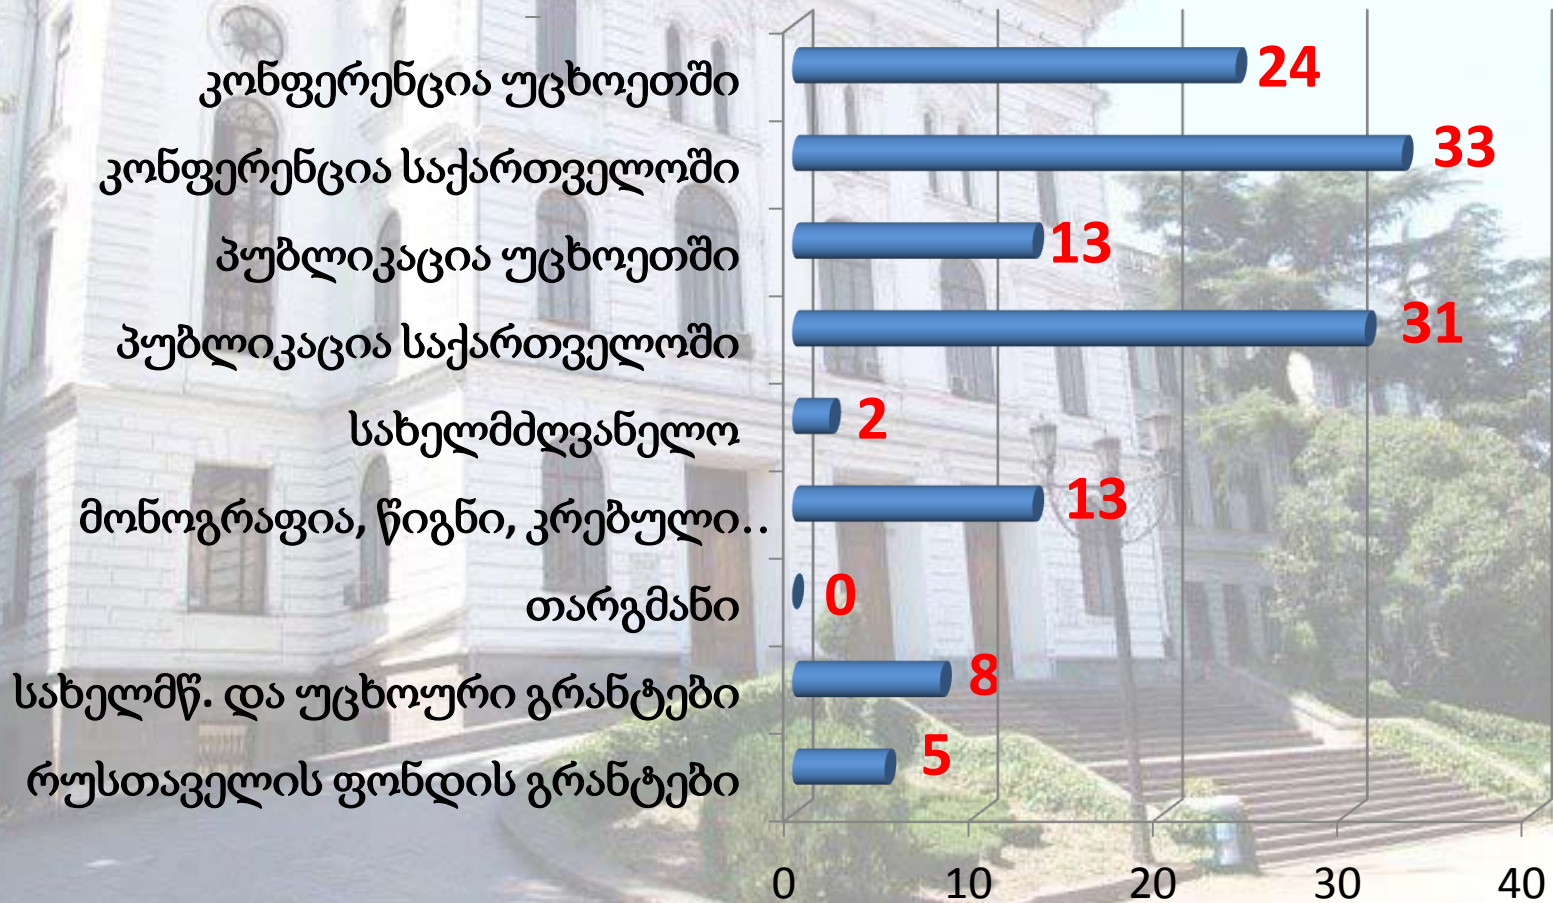 კონფერენცია უცხოეთში 24
კონფერენცია საქართველოში 33
პუბლიკაცია უცხოეთში 13
პუბლიკაცია საქართველოში 31
სახელმძღვანელო 2
მონოგრაფია, წიგნი, კრებული.. 13
თარგმანი 0
სახელმწ. და უცხოური გრანტები 8
რუსთაველის ფონდის გრანტები 5
0 10 20 30 40